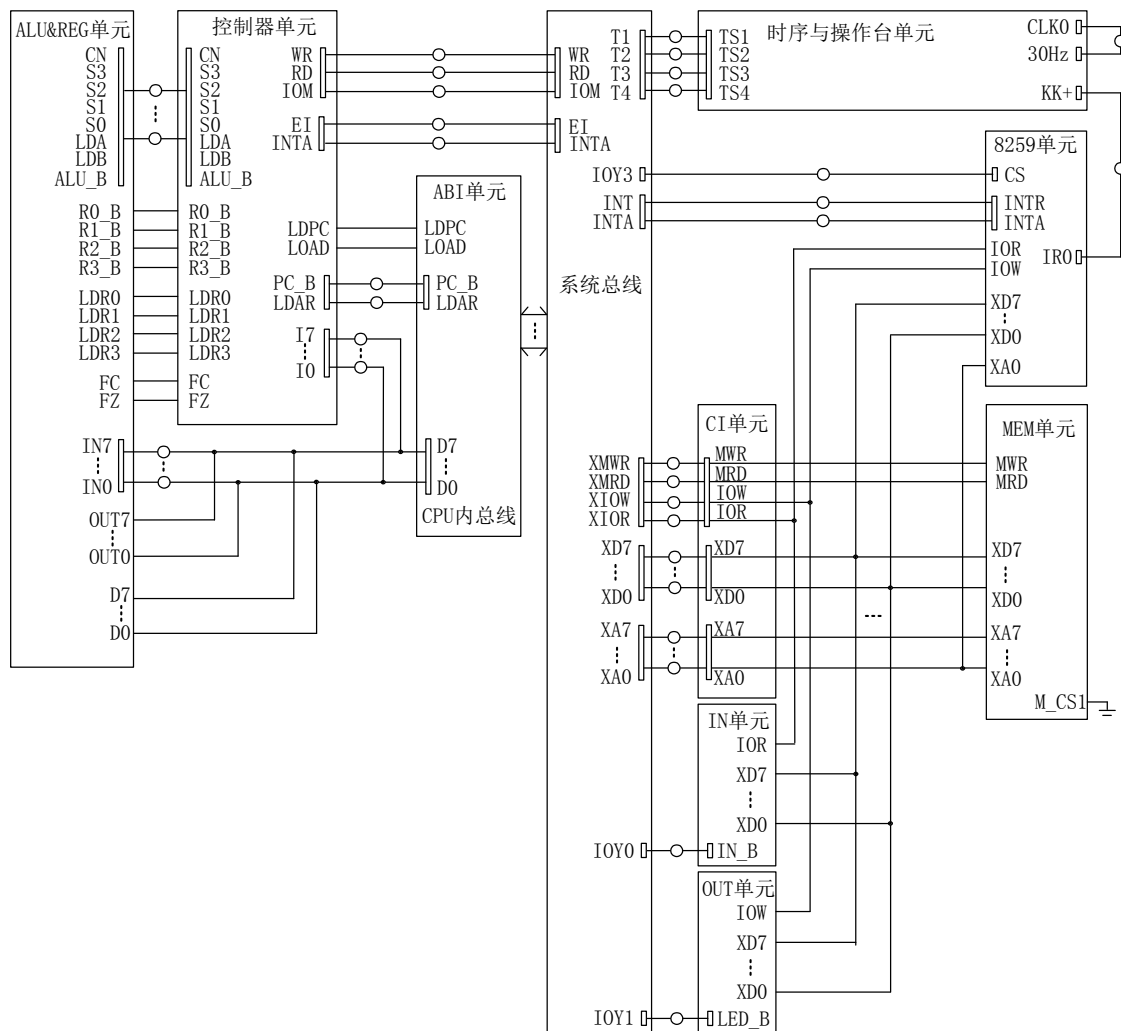 ALU&REG单元
CN
S3
S2
S1
S0
LDA
LDB
ALU_B
R0_B
R1_B
R2_B
R3_B
LDR0
LDR1
LDR2
LDR3
FC
FZ
IN7
IN0
OUT7
OUT0
D7
D0
控制器单元
CN
S3
S2
S1
S0
LDA
LDB
ALU_B
R0_B
R1_B
R2_B
R3_B
LDR0
LDR1
LDR2
LDR3
FC
FZ
WR
RD
IOM
EI
INTA
LDPC
LOAD
PC_B
LDAR
I7
I0
ABI单元
LDPC
LOAD
PC_B
LDAR
D7
D0
CPU内总线
系统总线
WR
RD
IOM
EI
INTA
T1
T2
T3
T4
IOY3
INT
INTA
XMWR
XMRD
XIOW
XIOR
XD7
XD0
XA7
XA0
IOY0
IOY1
时序与操作台单元
TS1
TS2
TS3
TS4
CLK0
30Hz
KK+
8259单元
CS
INTR
INTA
IOR
IOW
IR0
XD7
XD0
XA0
CI单元
MWR
MRD
IOW
IOR
XD7
XD0
XA7
XA0
MEM单元
MWR
MRD
XD7
XD0
XA7
XA0
M_CS1
IN单元
IOR
XD7
XD0
IN_B
OUT单元
IOW
XD7
XD0
LED_B